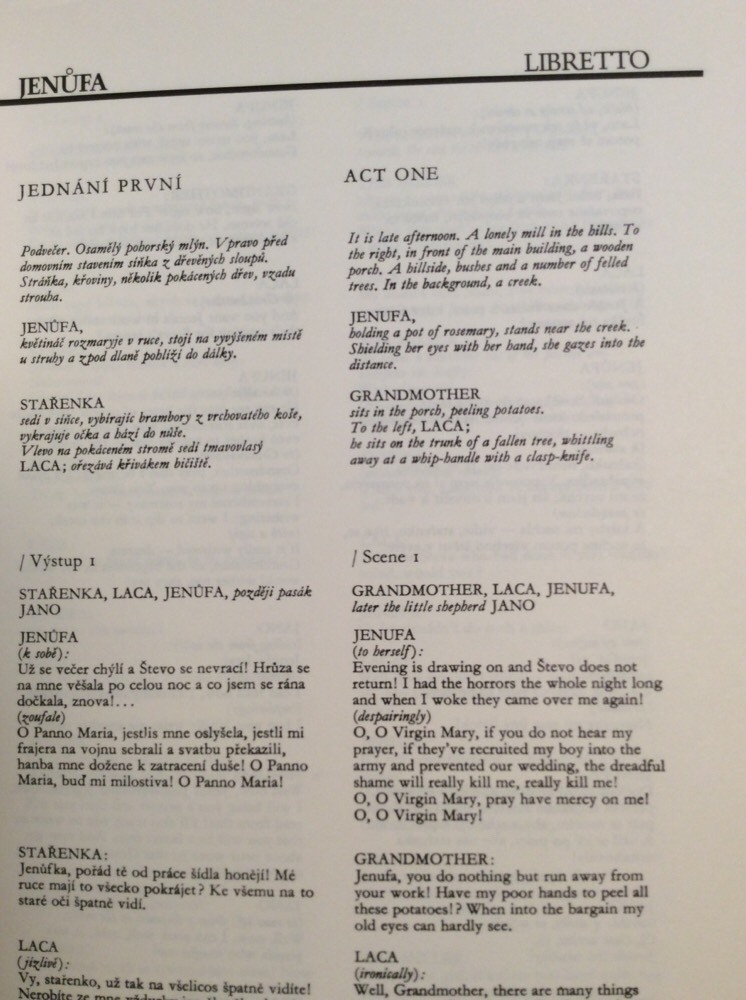 JENŮFA
LIBRETTO
JEDNÁNÍ PRVNÍ
Podvečer. Osamělý pohorský mlýn. Vpravo před
domovním stavením síňka z dřevěných sloupů.
Stráňka, křoviny, několik pokácených dřev, vzadu
strouha.
JENŮFA,
květináč rozmaryje v ruce, stojí na vyvýšeném místě
u struhy a zpod dlaně pohlíží do dálky.
STAŘENKA
sedí v síňce, vybírajíc brambory z vrchovatého koše,
vykrajuje očka a hází do nůše.
Vlevo na pokáceném stromě sedí tmavovlasý
LACA; ořezává křivákem bičiště.
/ Výstup 1
STAŘENKA, LACA, JENŮFA, později pasák
JANO
JENŮFA
(k sobě):
Už se večer chýlí a Števo se nevrací! Hrůza se
na mne věšala po celou noc a co jsem se rána
dočkala, znova!...
(zoufale)
O Panno Maria, jestlis mne oslyšela, jestli mi
frajera na vojnu sebrali a svatbu překazili,
hanba mne dožene k zatracení duše! O Panno
Maria, buď mi milostiva! O Panno Maria!
STAŘENKA:
Jenůfka, pořád tě od práce šídla honějí! Mé
ruce mají to všecko pokrájet? Ke všemu na to
staré oči špatně vidí.
LACA
(jízlivě):
Vy, stařenko, už tak na všelicos špatně vidíte!
Nerobíte ze mne
ACT ONE
It is late afternoon. A lonely mill in the hills. To
the right, in front of the main building, a wooden
porch. A hillside, bushes and a number of felled
trees. In the background, a creek.
JENUFA,
holding a pot of rosemary, stands near the creek.
Shielding her eyes with her hand, she gazes into the
distance.
GRANDMOTHER
sits in the porch, peeling potatoes.
To the left, LACA;
he sits on the trunk of a fallen tree, whittling
away at a whip-handle with a clasp-knife.
/ Scene 1
GRANDMOTHER, LACA, JENUFA,
later the little shepherd JANO
JENUFA
(to herself):
Evening is drawing on and Števo does not
return! I had the horrors the whole night long
and when I woke they came over me again!
(despairingly)
O, O Virgin Mary, if you do not hear my
prayer, if they've recruited my boy into the
army and prevented our wedding, the dreadful
shame will really kill me, really kill me!
O, O Virgin Mary, pray have mercy on me!
O, O Virgin Mary!
GRANDMOTHER:
Jenufa, you do nothing but run away from
your work! Have my poor hands to peel all
these potatoes!? When into the bargain my
old eyes can hardly see.
LACA
(ironically):
Well, Grandmother, there are many things